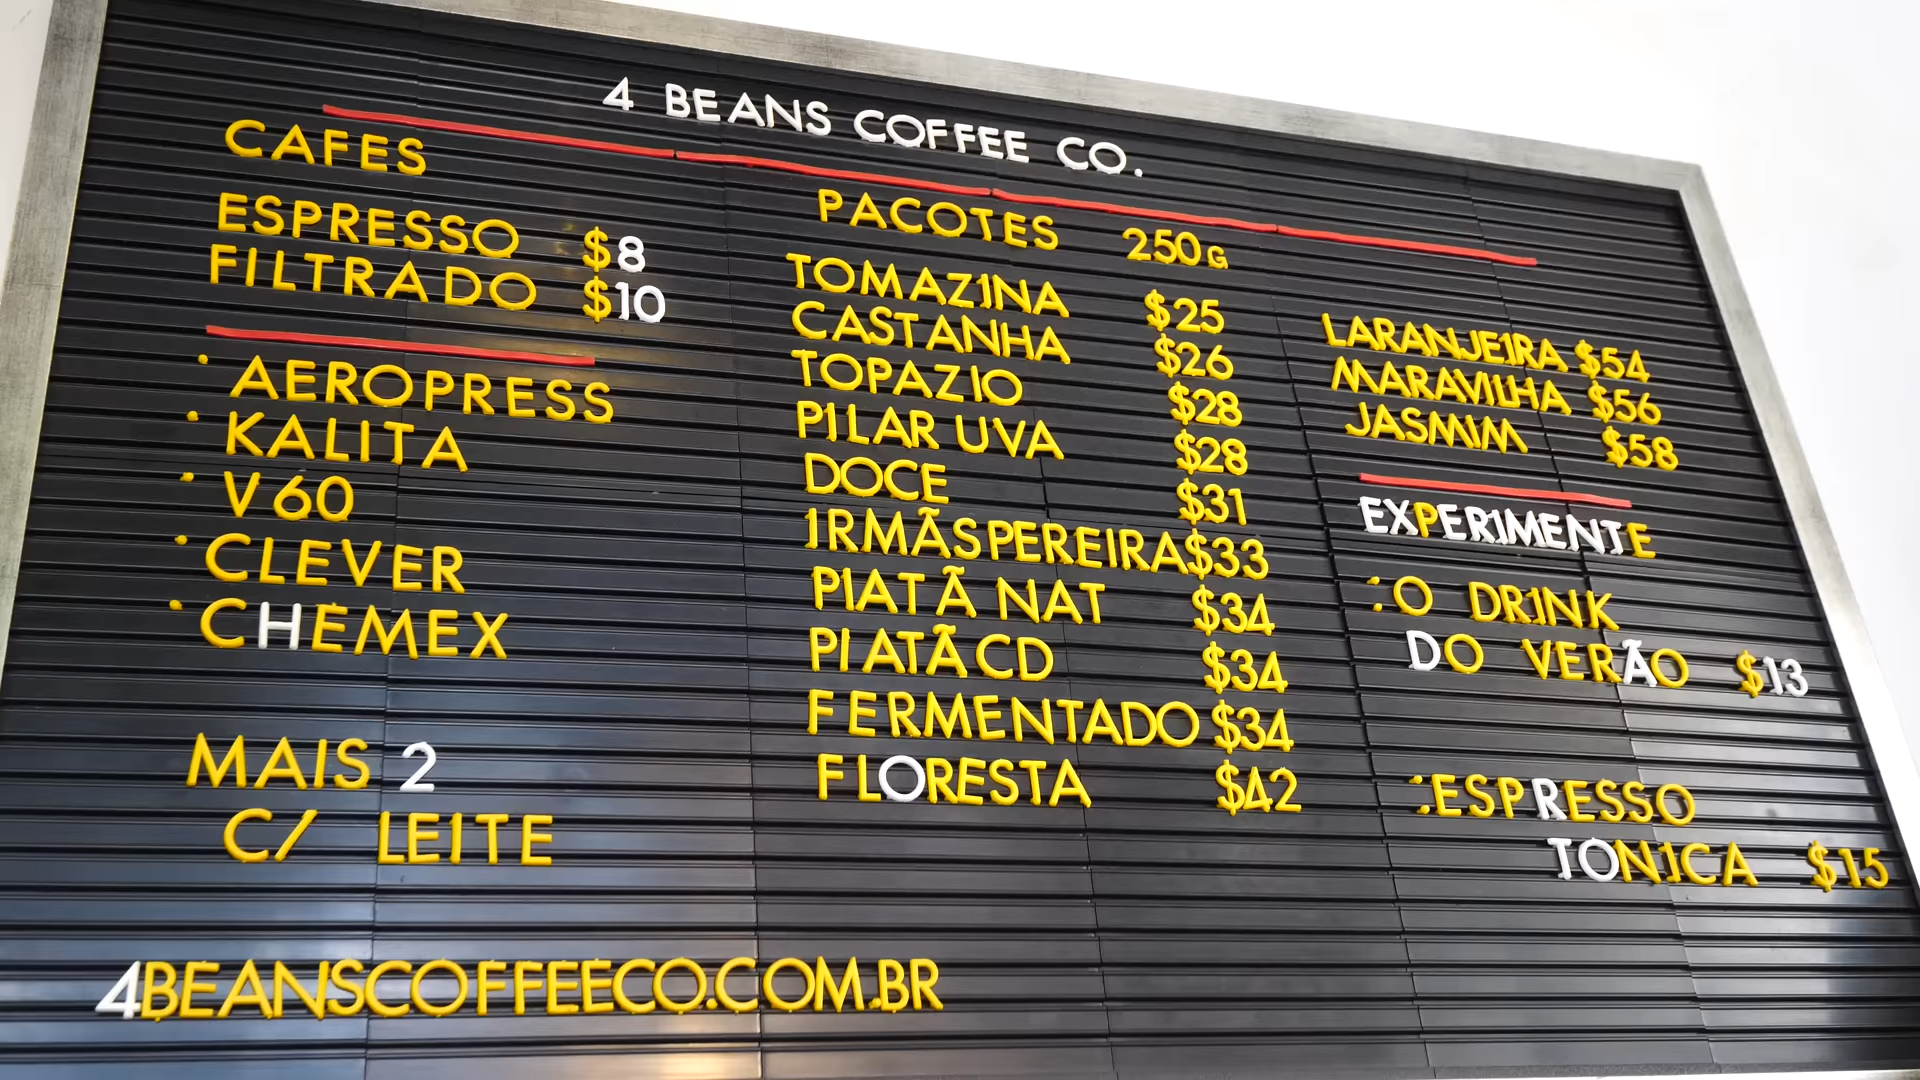 4 BEANS COFFEE CO.
CAFES
ESPRESSO $8
FILTRADO $10
· AEROPRESS
· KALITA
· V60
· CLEVER
· CHEMEX
MAIS 2
C/ LEITE
PACOTES 250G
TOMAZINA $25
CASTANHA $26
TOPAZIO $28
PILAR UVA $28
DOCE $31
IRMÃS PEREIRA $33
PIATÃ NAT $34
PIATÃ CD $34
FERMENTADO $34
FLORESTA $42
LARANJEIRA $54
MARAVILHA $56
JASMIM $58
EXPERIMENTE
:O DRINK
DO VERÃO $13
:ESPRESSO
TONICA $15
4BEANSCOFFEECO.COM.BR